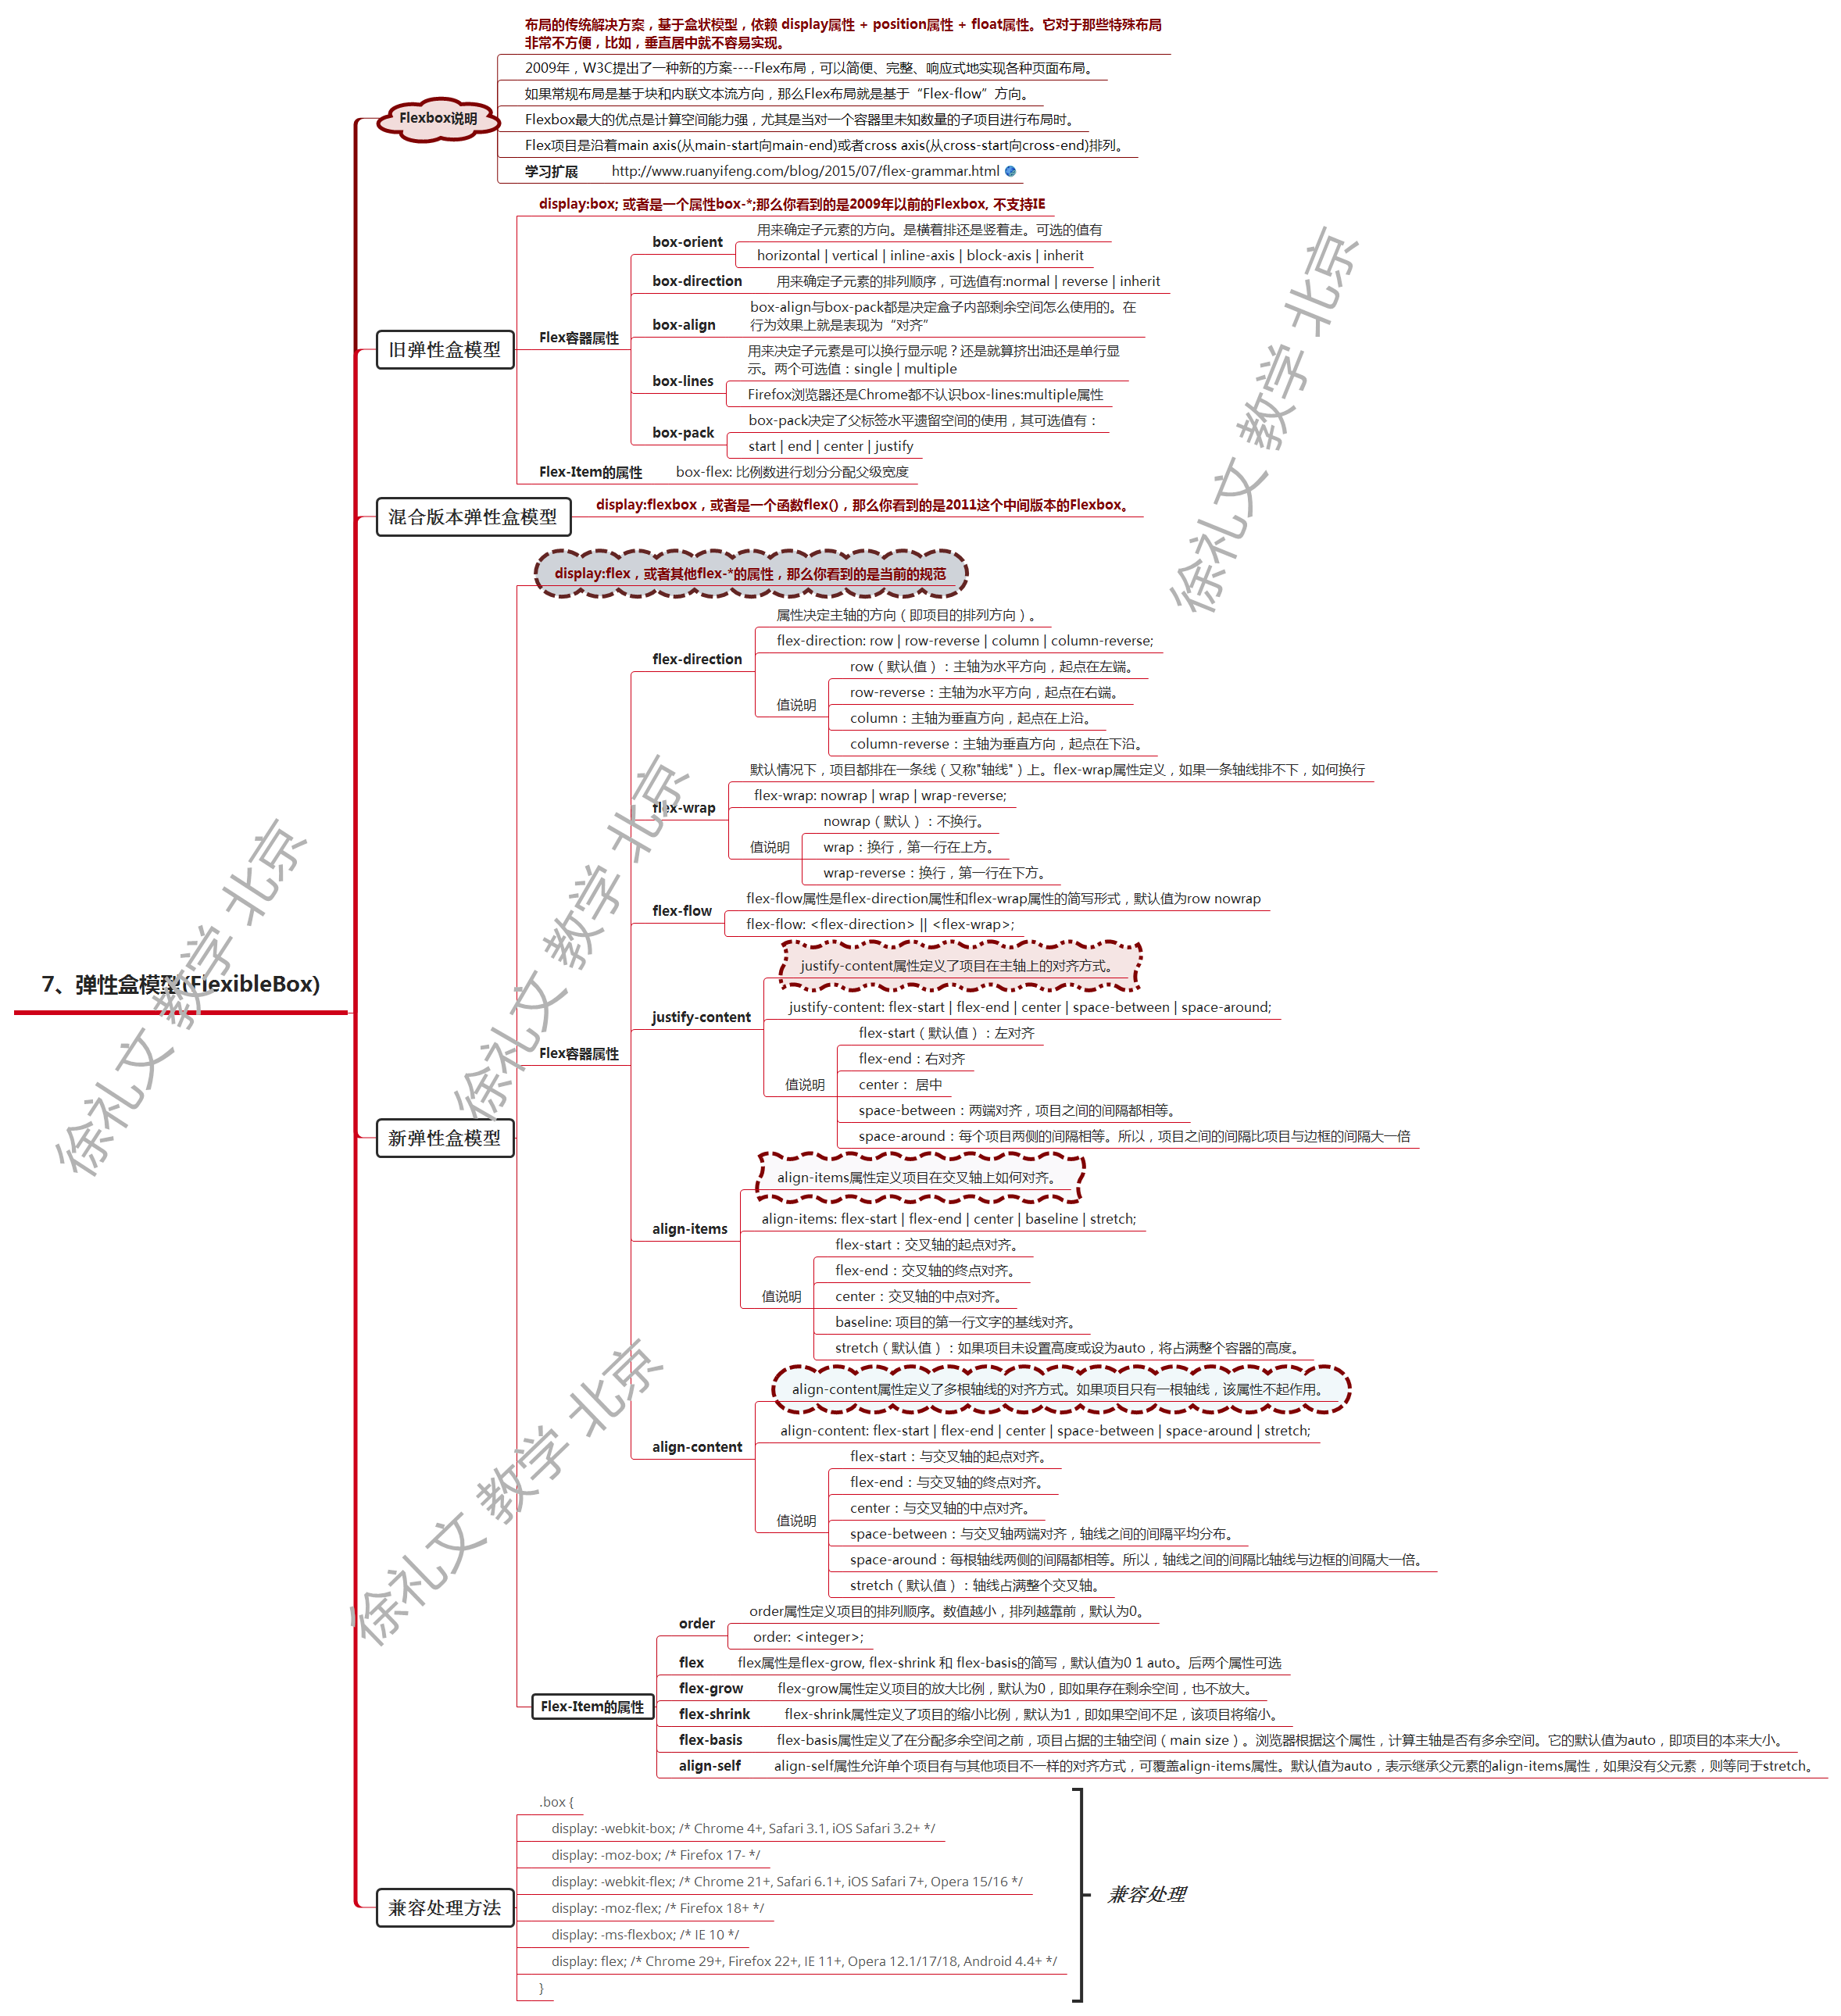 7、弹性盒模型(FlexibleBox)
Flexbox说明
布局的传统解决方案，基于盒状模型，依赖 display属性 + position属性 + float属性。它对于那些特殊布局
非常不方便，比如，垂直居中就不容易实现。
2009年，W3C提出了一种新的方案----Flex布局，可以简便、完整、响应式地实现各种页面布局。
如果常规布局是基于块和内联文本流方向，那么Flex布局就是基于“Flex-flow”方向。
Flexbox最大的优点是计算空间能力强，尤其是当对一个容器里未知数量的子项目进行布局时。
Flex项目是沿着main axis(从main-start向main-end)或者cross axis(从cross-start向cross-end)排列。
学习扩展 http://www.ruanyifeng.com/blog/2015/07/flex-grammar.html
旧弹性盒模型
display:box; 或者是一个属性box-*;那么你看到的是2009年以前的Flexbox, 不支持IE
Flex容器属性
box-orient
用来确定子元素的方向。是横着排还是竖着走。可选的值有
horizontal | vertical | inline-axis | block-axis | inherit
box-direction 用来确定子元素的排列顺序，可选值有:normal | reverse | inherit
box-align
box-align与box-pack都是决定盒子内部剩余空间怎么使用的。在
行为效果上就是表现为“对齐”
box-lines
用来决定子元素是可以换行显示呢？还是就算挤出油还是单行显
示。两个可选值：single | multiple
Firefox浏览器还是Chrome都不认识box-lines:multiple属性
box-pack
box-pack决定了父标签水平遗留空间的使用，其可选值有：
start | end | center | justify
Flex-Item的属性 box-flex: 比例数进行划分分配父级宽度
混合版本弹性盒模型
display:flexbox，或者是一个函数flex()，那么你看到的是2011这个中间版本的Flexbox。
新弹性盒模型
display:flex，或者其他flex-*的属性，那么你看到的是当前的规范
Flex容器属性
flex-direction
属性决定主轴的方向（即项目的排列方向）。
flex-direction: row | row-reverse | column | column-reverse;
值说明
row（默认值）：主轴为水平方向，起点在左端。
row-reverse：主轴为水平方向，起点在右端。
column：主轴为垂直方向，起点在上沿。
column-reverse：主轴为垂直方向，起点在下沿。
flex-wrap
默认情况下，项目都排在一条线（又称"轴线"）上。flex-wrap属性定义，如果一条轴线排不下，如何换行
flex-wrap: nowrap | wrap | wrap-reverse;
值说明
nowrap（默认）：不换行。
wrap：换行，第一行在上方。
wrap-reverse：换行，第一行在下方。
flex-flow
flex-flow属性是flex-direction属性和flex-wrap属性的简写形式，默认值为row nowrap
flex-flow: <flex-direction> || <flex-wrap>;
justify-content
justify-content属性定义了项目在主轴上的对齐方式。
justify-content: flex-start | flex-end | center | space-between | space-around;
值说明
flex-start（默认值）：左对齐
flex-end：右对齐
center： 居中
space-between：两端对齐，项目之间的间隔都相等。
space-around：每个项目两侧的间隔相等。所以，项目之间的间隔比项目与边框的间隔大一倍
align-items
align-items属性定义项目在交叉轴上如何对齐。
align-items: flex-start | flex-end | center | baseline | stretch;
值说明
flex-start：交叉轴的起点对齐。
flex-end：交叉轴的终点对齐。
center：交叉轴的中点对齐。
baseline: 项目的第一行文字的基线对齐。
stretch（默认值）：如果项目未设置高度或设为auto，将占满整个容器的高度。
align-content
align-content属性定义了多根轴线的对齐方式。如果项目只有一根轴线，该属性不起作用。
align-content: flex-start | flex-end | center | space-between | space-around | stretch;
值说明
flex-start：与交叉轴的起点对齐。
flex-end：与交叉轴的终点对齐。
center：与交叉轴的中点对齐。
space-between：与交叉轴两端对齐，轴线之间的间隔平均分布。
space-around：每根轴线两侧的间隔都相等。所以，轴线之间的间隔比轴线与边框的间隔大一倍。
stretch（默认值）：轴线占满整个交叉轴。
Flex-Item的属性
order
order属性定义项目的排列顺序。数值越小，排列越靠前，默认为0。
order: <integer>;
flex flex属性是flex-grow, flex-shrink 和 flex-basis的简写，默认值为0 1 auto。后两个属性可选
flex-grow flex-grow属性定义项目的放大比例，默认为0，即如果存在剩余空间，也不放大。
flex-shrink flex-shrink属性定义了项目的缩小比例，默认为1，即如果空间不足，该项目将缩小。
flex-basis flex-basis属性定义了在分配多余空间之前，项目占据的主轴空间（main size）。浏览器根据这个属性，计算主轴是否有多余空间。它的默认值为auto，即项目的本来大小。
align-self align-self属性允许单个项目有与其他项目不一样的对齐方式，可覆盖align-items属性。默认值为auto，表示继承父元素的align-items属性，如果没有父元素，则等同于stretch。
兼容处理方法
.box {
display: -webkit-box; /* Chrome 4+, Safari 3.1, iOS Safari 3.2+ */
display: -moz-box; /* Firefox 17- */
display: -webkit-flex; /* Chrome 21+, Safari 6.1+, iOS Safari 7+, Opera 15/16 */
display: -moz-flex; /* Firefox 18+ */
display: -ms-flexbox; /* IE 10 */
display: flex; /* Chrome 29+, Firefox 22+, IE 11+, Opera 12.1/17/18, Android 4.4+ */
}
兼容处理
徐礼文 教学 北京
徐礼文 教学 北京
徐礼文 教学 北京
徐礼文 教学 北京